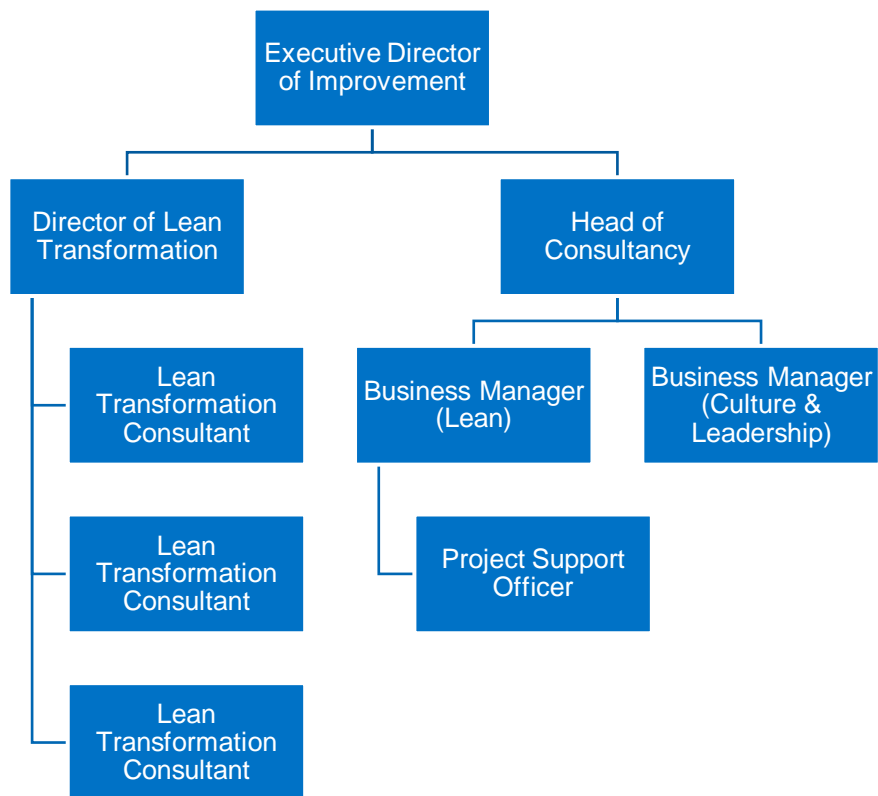 Executive Director
of Improvement
Director of Lean
Transformation
Head of
Consultancy
Lean
Transformation
Consultant
Business Manager
(Lean)
Business Manager
(Culture &
Leadership)
Lean
Transformation
Consultant
Project Support
Officer
Lean
Transformation
Consultant